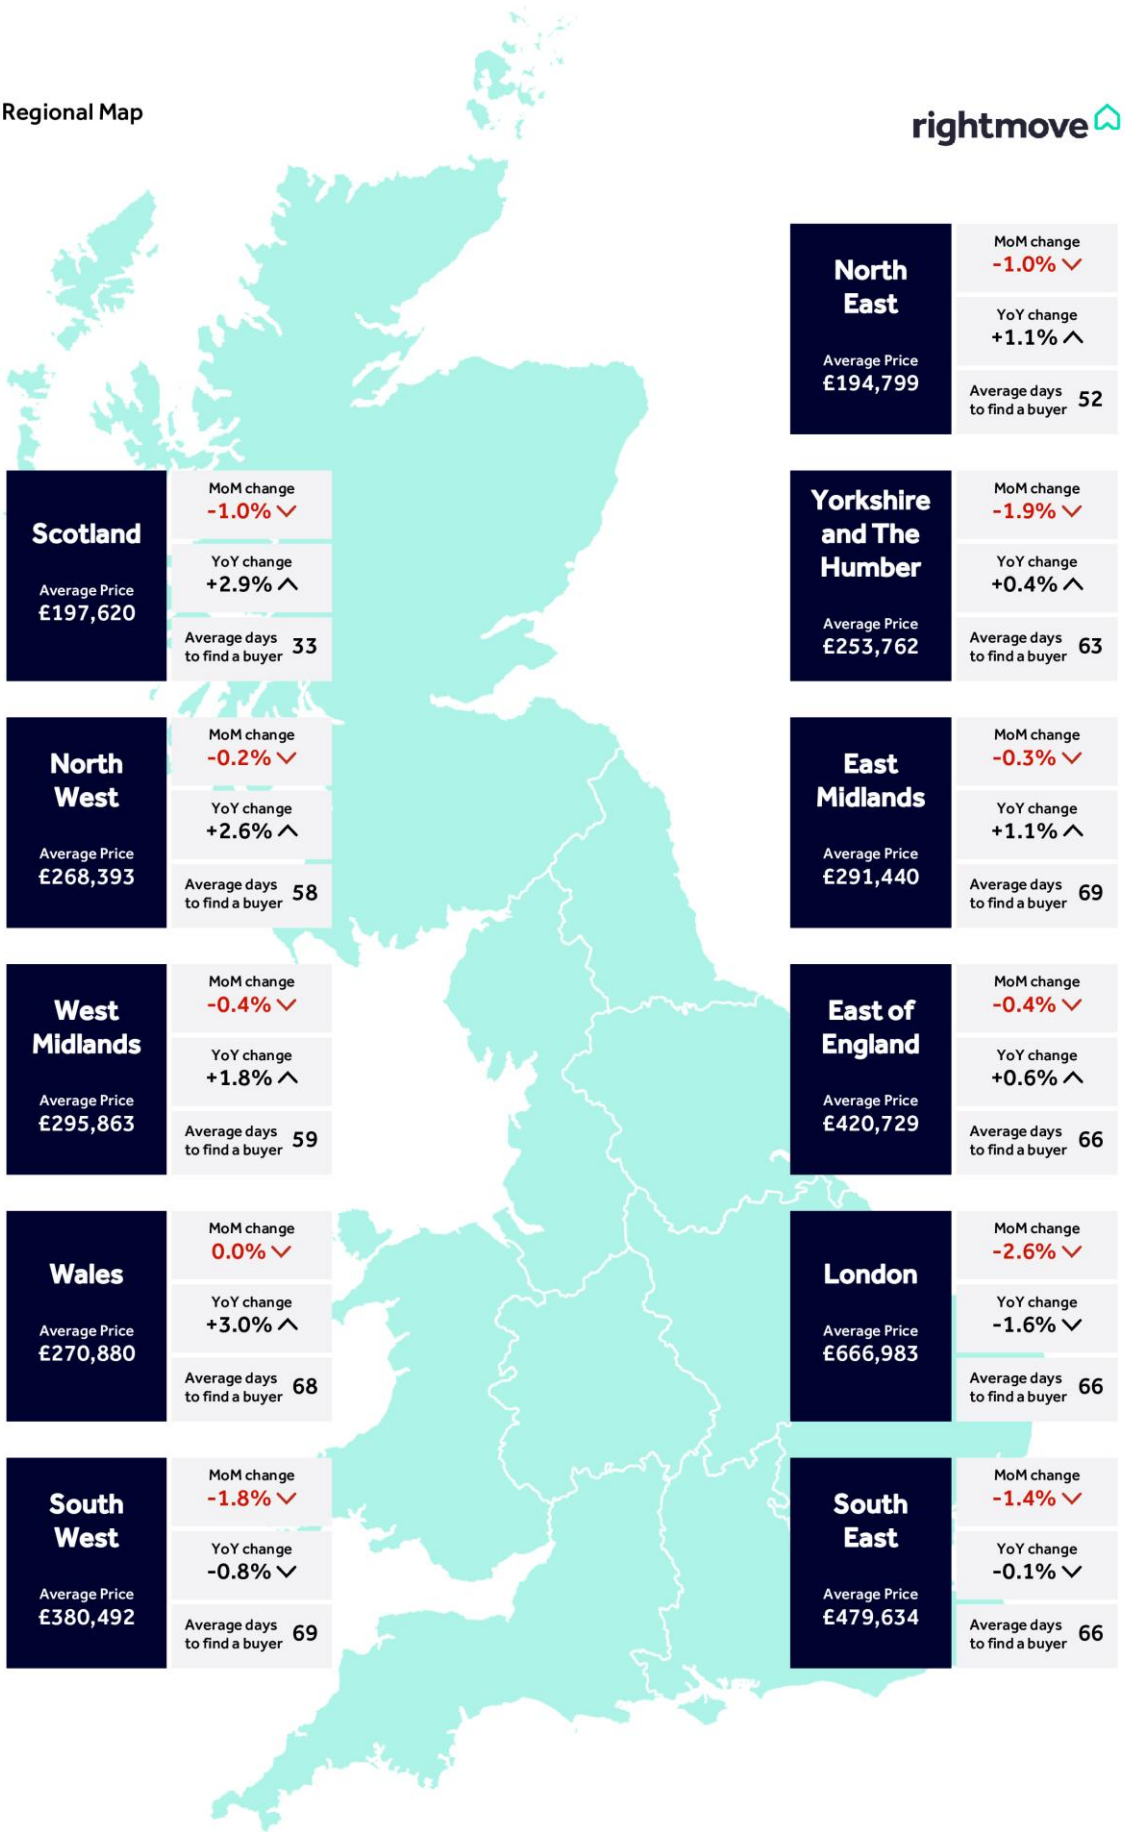 Regional Map
rightmove
North
East
Average Price
£194,799
MoM change
-1.0%
YoY change
+1.1%
Average days
to find a buyer 52
Scotland
Average Price
£197,620
MoM change
-1.0%
YoY change
+2.9%
Average days
to find a buyer 33
Yorkshire
and The
Humber
Average Price
£253,762
MoM change
-1.9%
YoY change
+0.4%
Average days
to find a buyer 63
North
West
Average Price
£268,393
MoM change
-0.2%
YoY change
+2.6%
Average days
to find a buyer 58
East
Midlands
Average Price
£291,440
MoM change
-0.3%
YoY change
+1.1%
Average days
to find a buyer 69
West
Midlands
Average Price
£295,863
MoM change
-0.4%
YoY change
+1.8%
Average days
to find a buyer 59
East of
England
Average Price
£420,729
MoM change
-0.4%
YoY change
+0.6%
Average days
to find a buyer 66
Wales
Average Price
£270,880
MoM change
0.0%
YoY change
+3.0%
Average days
to find a buyer 68
London
Average Price
£666,983
MoM change
-2.6%
YoY change
-1.6%
Average days
to find a buyer 66
South
West
Average Price
£380,492
MoM change
-1.8%
YoY change
-0.8%
Average days
to find a buyer 69
South
East
Average Price
£479,634
MoM change
-1.4%
YoY change
-0.1%
Average days
to find a buyer 66